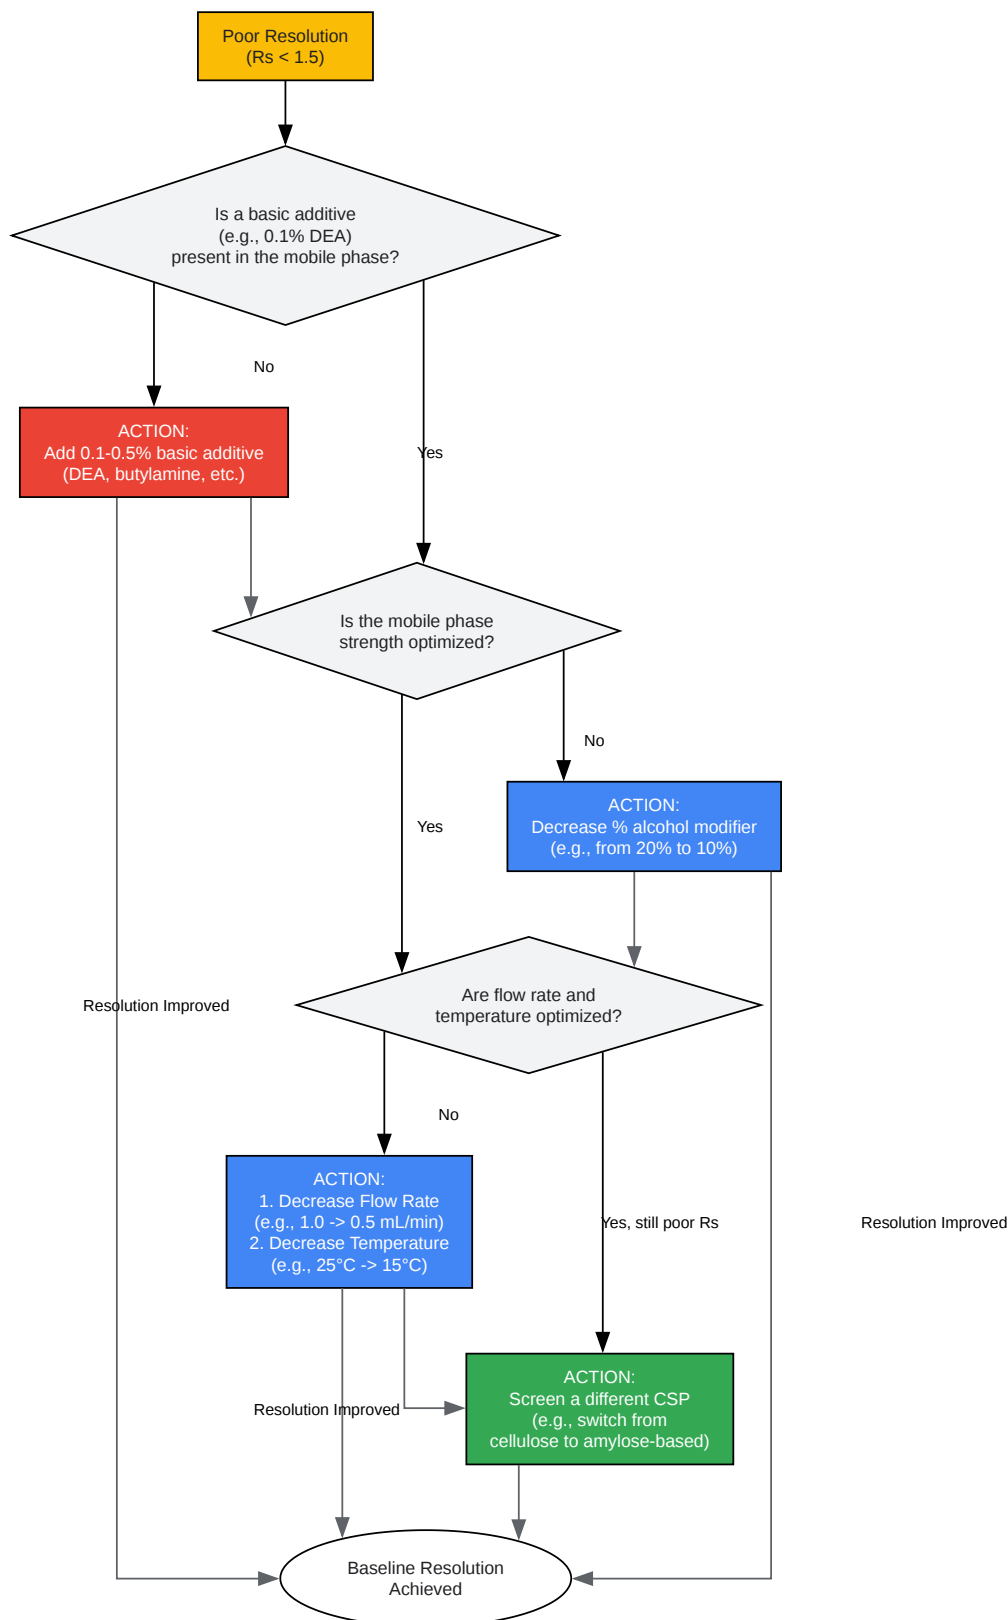 Poor Resolution
(Rs < 1.5)
Is a basic additive
(e.g., 0.1% DEA)
present in the mobile phase?
No
ACTION:
Add 0.1-0.5% basic additive
(DEA, butylamine, etc.)
Yes
Is the mobile phase
strength optimized?
No
ACTION:
Decrease % alcohol modifier
(e.g., from 20% to 10%)
Yes
Are flow rate and
temperature optimized?
Resolution Improved
No
ACTION:
1. Decrease Flow Rate
(e.g., 1.0 -> 0.5 mL/min)
2. Decrease Temperature
(e.g., 25°C -> 15°C)
Yes, still poor Rs
Resolution Improved
ACTION:
Screen a different CSP
(e.g., switch from
cellulose to amylose-based)
Resolution Improved
Baseline Resolution
Achieved